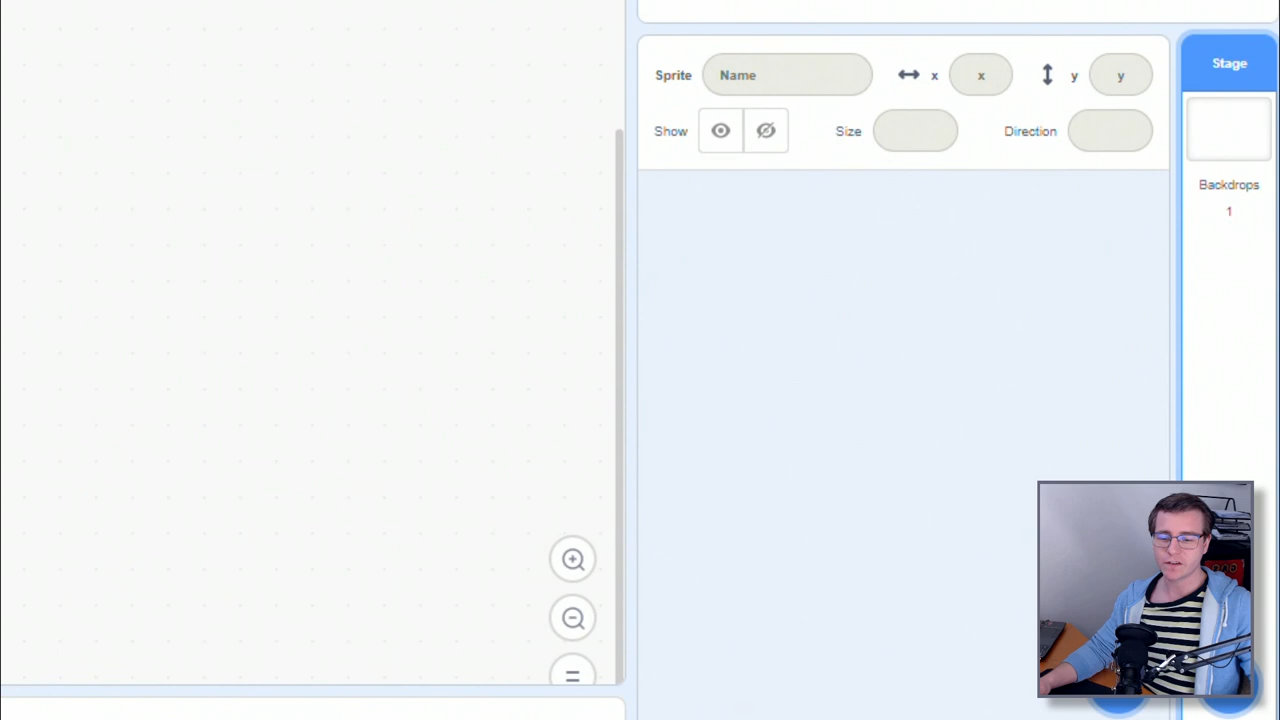 Sprite Name x x y y
Show Size Direction
Stage
Backdrops
1